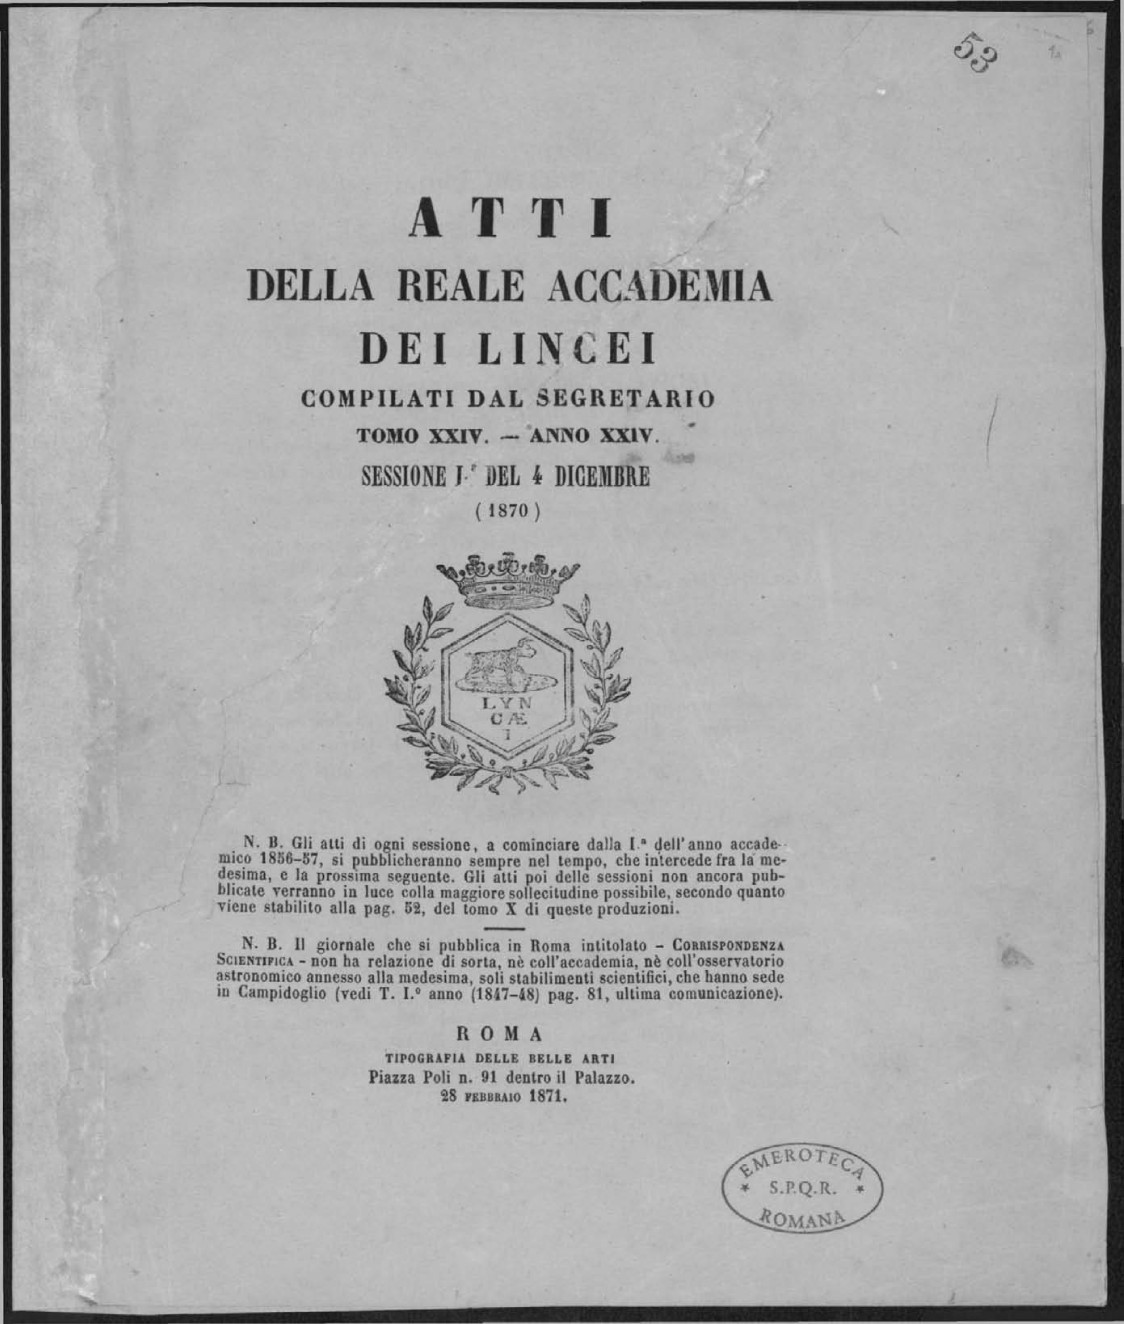 53
ATTI
DELLA REALE ACCADEMIA
DEI LINCEI
COMPILATI DAL SEGRETARIO
TOMO XXIV. — ANNO XXIV.
SESSIONE I.ª DEL 4 DICEMBRE
( 1870 )
LYN
CÆ
I
N. B. Gli atti di ogni sessione, a cominciare dalla I.ª dell'anno accade-
mico 1856-57, si pubblicheranno sempre nel tempo, che intercede fra la me-
desima, e la prossima seguente. Gli atti poi delle sessioni non ancora pub-
blicate verranno in luce colla maggiore sollecitudine possibile, secondo quanto
viene stabilito alla pag. 52, del tomo X di queste produzioni.
N. B. Il giornale che si pubblica in Roma intitolato - CORRISPONDENZA
SCIENTIFICA - non ha relazione di sorta, nè coll'accademia, nè coll'osservatorio
astronomico annesso alla medesima, soli stabilimenti scientifici, che hanno sede
in Campidoglio (vedi T. I.º anno (1847-48) pag. 81, ultima comunicazione).
ROMA
TIPOGRAFIA DELLE BELLE ARTI
Piazza Poli n. 91 dentro il Palazzo.
28 FEBBRAIO 1871.
EMEROTECA
* S.P.Q.R. *
ROMANA